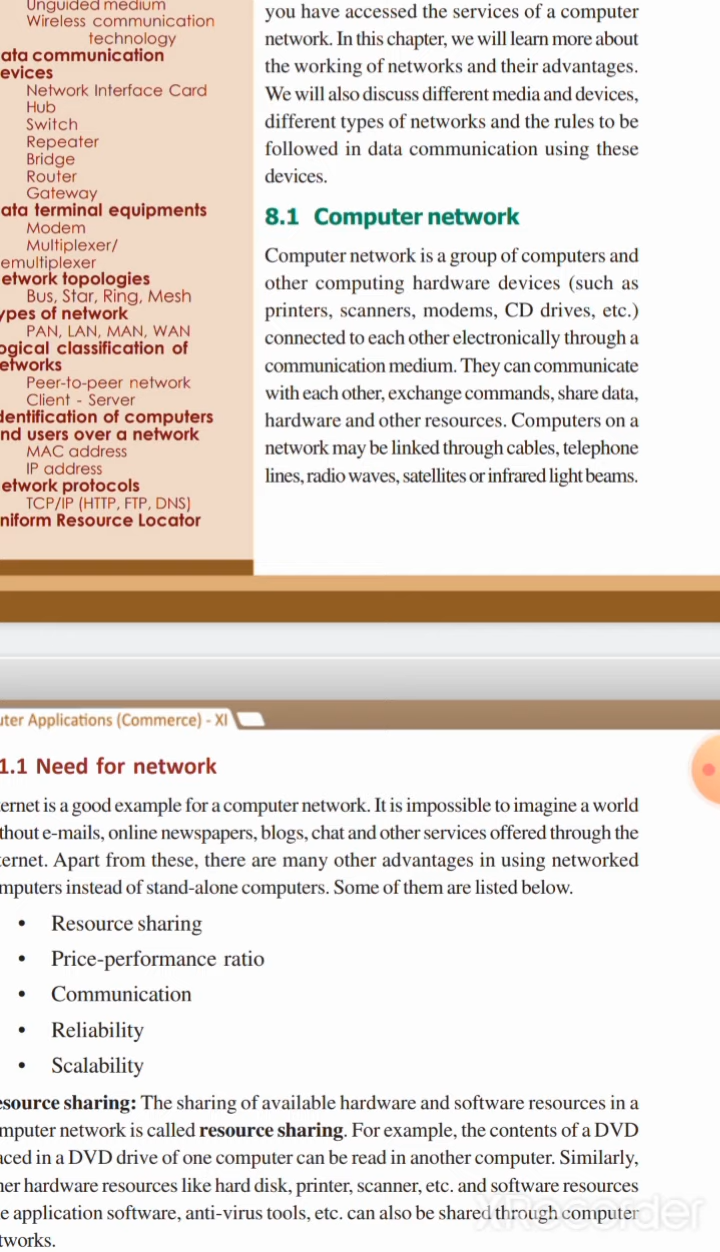 Unguided medium
Wireless communication
technology
ata communication
evices
Network Interface Card
Hub
Switch
Repeater
Bridge
Router
Gateway
ata terminal equipments
Modem
Multiplexer/
emultiplexer
etwork topologies
Bus, Star, Ring, Mesh
ypes of network
PAN, LAN, MAN, WAN
ogical classification of
etworks
Peer-to-peer network
Client - Server
dentification of computers
nd users over a network
MAC address
IP address
etwork protocols
TCP/IP (HTTP, FTP, DNS)
niform Resource Locator
you have accessed the services of a computer
network. In this chapter, we will learn more about
the working of networks and their advantages.
We will also discuss different media and devices,
different types of networks and the rules to be
followed in data communication using these
devices.
8.1 Computer network
Computer network is a group of computers and
other computing hardware devices (such as
printers, scanners, modems, CD drives, etc.)
connected to each other electronically through a
communication medium. They can communicate
with each other, exchange commands, share data,
hardware and other resources. Computers on a
network may be linked through cables, telephone
lines, radio waves, satellites or infrared light beams.
uter Applications (Commerce) - XI
1.1 Need for network
ernet is a good example for a computer network. It is impossible to imagine a world
thout e-mails, online newspapers, blogs, chat and other services offered through the
ternet. Apart from these, there are many other advantages in using networked
mputers instead of stand-alone computers. Some of them are listed below.
• Resource sharing
• Price-performance ratio
• Communication
• Reliability
• Scalability
esource sharing: The sharing of available hardware and software resources in a
mputer network is called resource sharing. For example, the contents of a DVD
aced in a DVD drive of one computer can be read in another computer. Similarly,
her hardware resources like hard disk, printer, scanner, etc. and software resources
e application software, anti-virus tools, etc. can also be shared through computer
tworks.
XRecorder